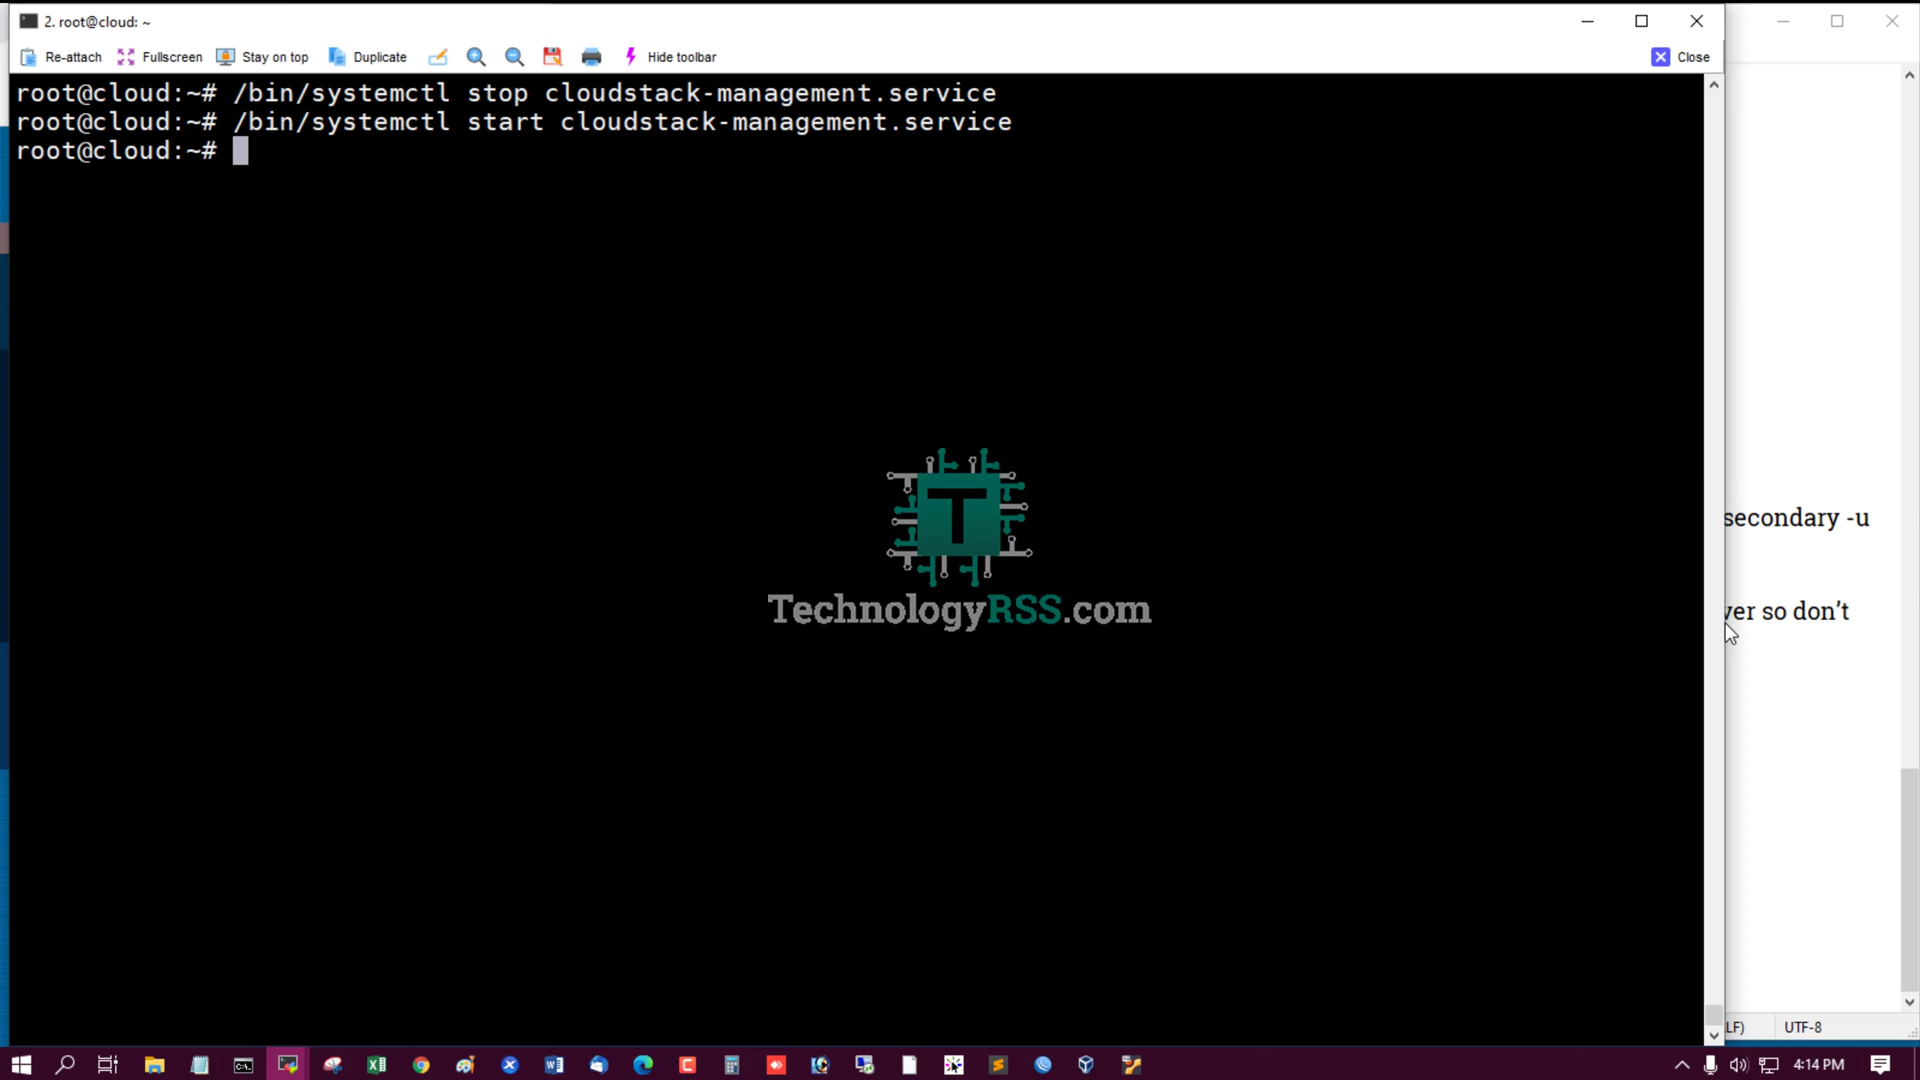 2. root@cloud: ~
Re-attach Fullscreen Stay on top Duplicate Hide toolbar Close
root@cloud:~# /bin/systemctl stop cloudstack-management.service
root@cloud:~# /bin/systemctl start cloudstack-management.service
root@cloud:~#
secondary -u
T
TechnologyRSS.com
ver so don't
LF) UTF-8
4:14 PM